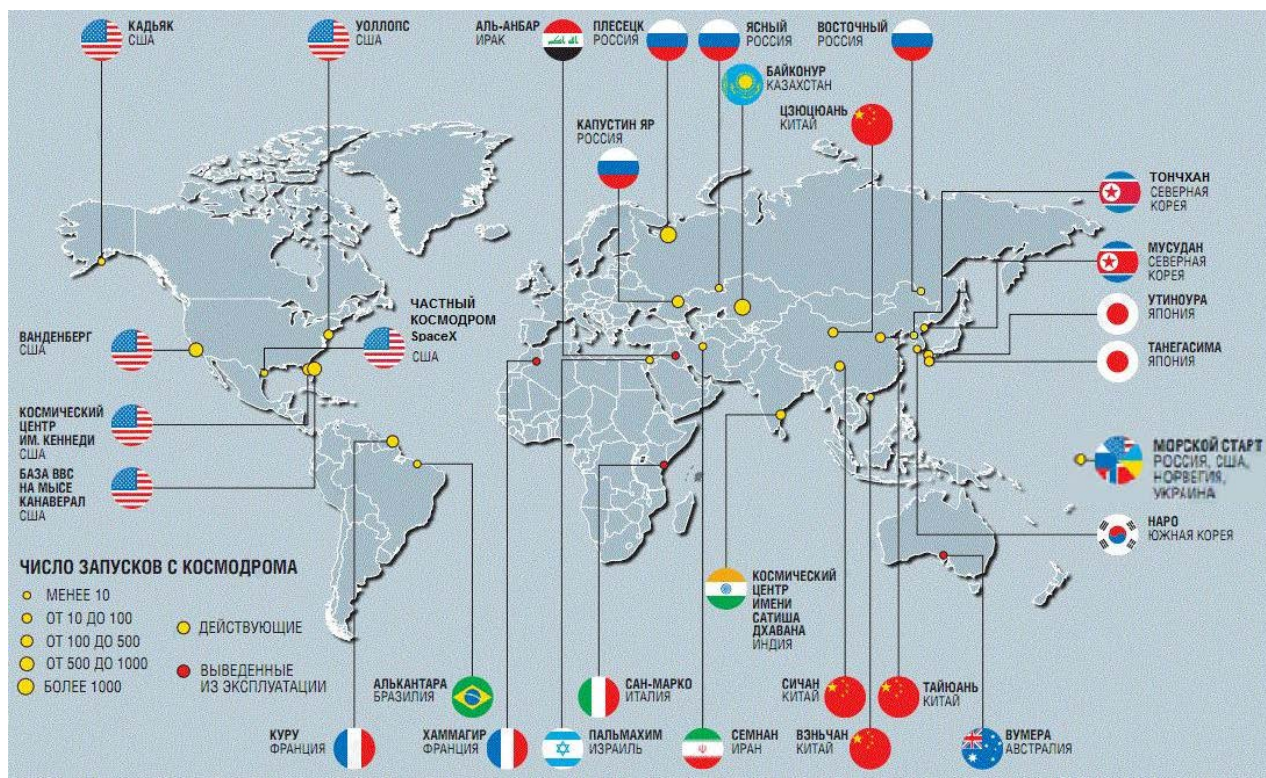 КАДЬЯК
США
УОЛЛОПС
США
АЛЬ-АНБАР
ИРАК
ПЛЕСЕЦК
РОССИЯ
ЯСНЫЙ
РОССИЯ
ВОСТОЧНЫЙ
РОССИЯ
БАЙКОНУР
КАЗАХСТАН
ЦЗЮЦЮАНЬ
КИТАЙ
КАПУСТИН ЯР
РОССИЯ
ТОНЧХАН
СЕВЕРНАЯ
КОРЕЯ
МУСУДАН
СЕВЕРНАЯ
КОРЕЯ
УТИНОУРА
ЯПОНИЯ
ТАНЕГАСИМА
ЯПОНИЯ
ЧАСТНЫЙ
КОСМОДРОМ
SpaceX
США
ВАНДЕНБЕРГ
США
КОСМИЧЕСКИЙ
ЦЕНТР
ИМ. КЕННЕДИ
США
БАЗА ВВС
НА МЫСЕ
КАНАВЕРАЛ
США
МОРСКОЙ СТАРТ
РОССИЯ, США,
НОРВЕГИЯ,
УКРАИНА
НАРО
ЮЖНАЯ КОРЕЯ
ЧИСЛО ЗАПУСКОВ С КОСМОДРОМА
МЕНЕЕ 10
ОТ 10 ДО 100
ОТ 100 ДО 500
ОТ 500 ДО 1000
БОЛЕЕ 1000
ДЕЙСТВУЮЩИЕ
ВЫВЕДЕННЫЕ
ИЗ ЭКСПЛУАТАЦИИ
КОСМИЧЕСКИЙ
ЦЕНТР
ИМЕНИ
САТИША
ДХАВАНА
ИНДИЯ
АЛЬКАНТАРА
БРАЗИЛИЯ
САН-МАРКО
ИТАЛИЯ
СИЧАН
КИТАЙ
ТАЙЮАНЬ
КИТАЙ
КУРУ
ФРАНЦИЯ
ХАММАГИР
ФРАНЦИЯ
ПАЛЬМАХИМ
ИЗРАИЛЬ
СЕМНАН
ИРАН
ВЭНЬЧАН
КИТАЙ
ВУМЕРА
АВСТРАЛИЯ